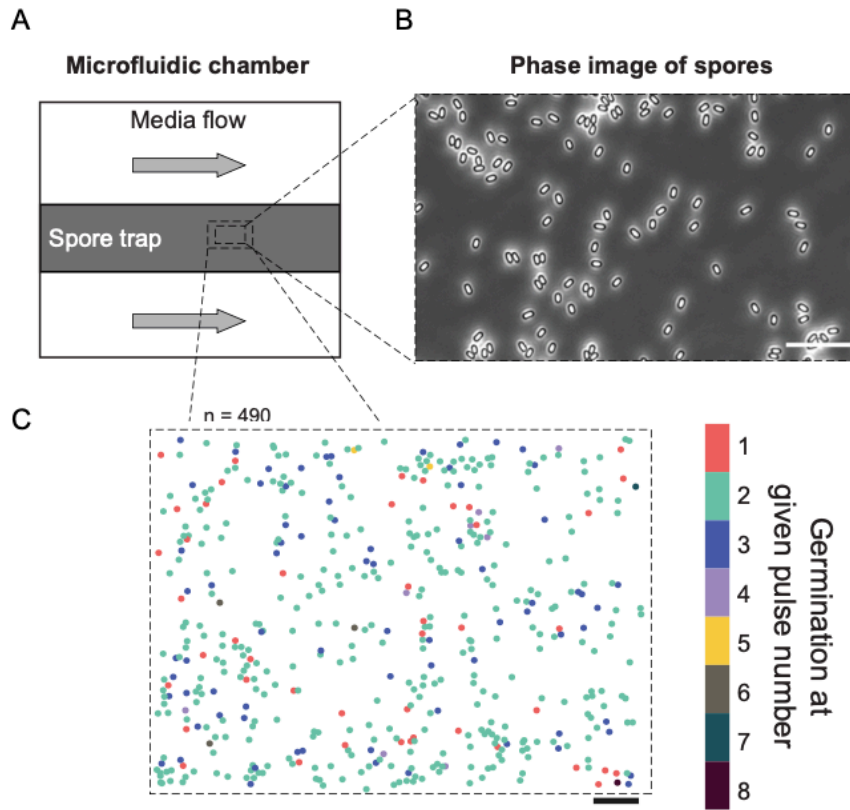 A
Microfluidic chamber
Media flow
Spore trap
B
Phase image of spores
C
n = 490
1
2
3
4
5
6
7
8
Germination at
given pulse number